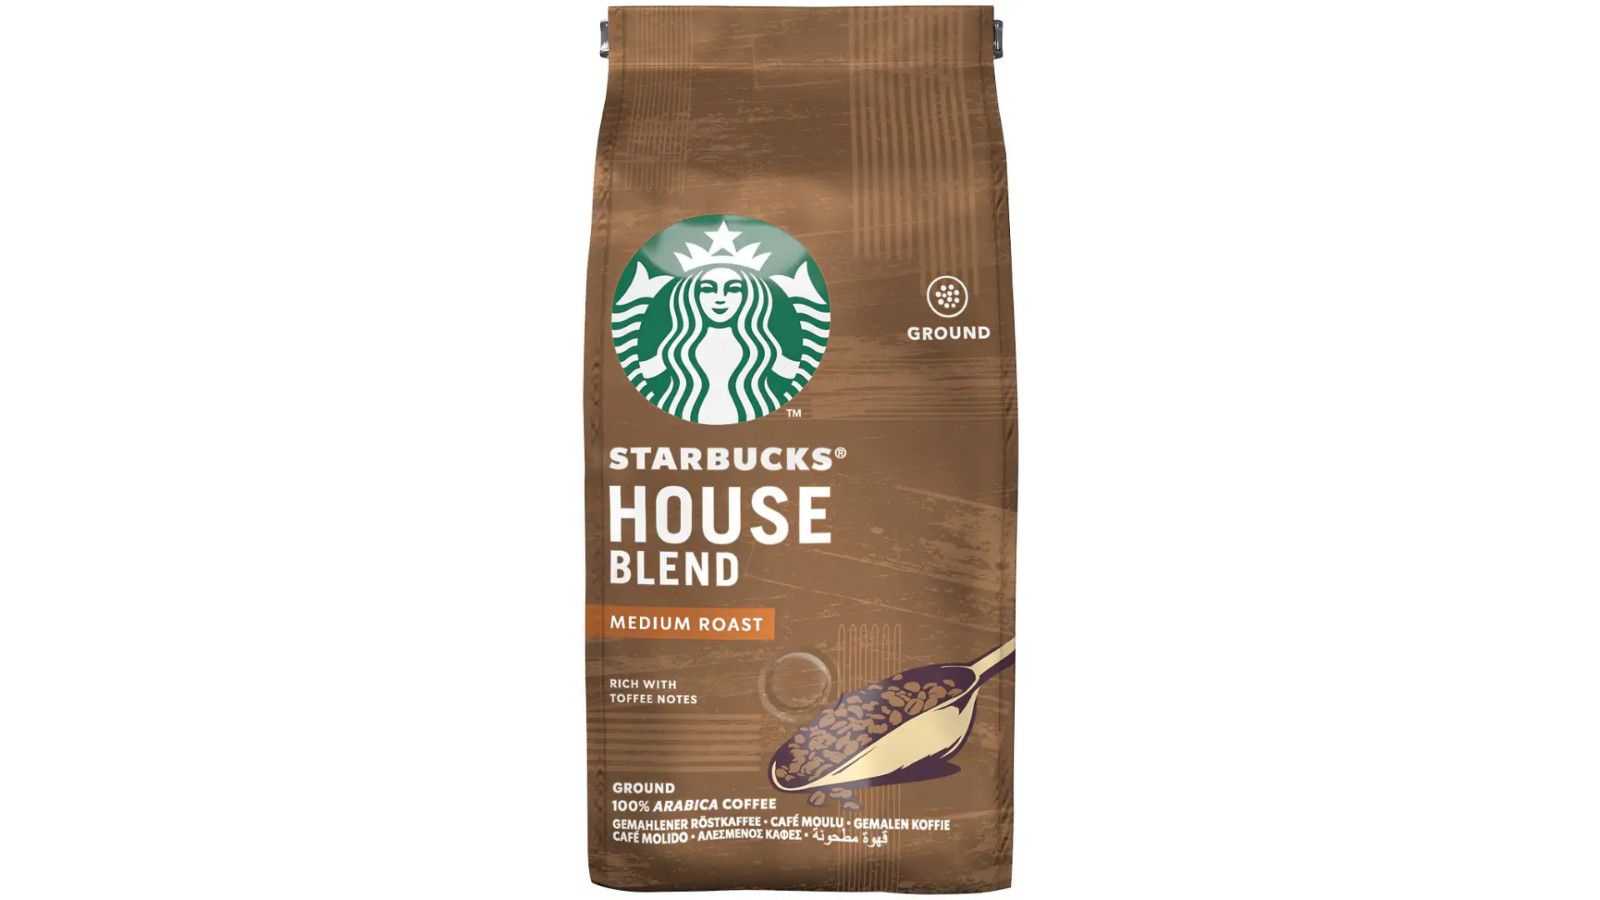 GROUND
TM
STARBUCKS®
HOUSE
BLEND
MEDIUM ROAST
RICH WITH
TOFFEE NOTES
GROUND
100% ARABICA COFFEE
GEMAHLENER RÖSTKAFFEE • CAFÉ MOULU • GEMALEN KOFFIE
CAFÉ MOLIDO • ΑΛΕΣΜΕΝΟΣ ΚΑΦΕΣ • قهوة مطحونة